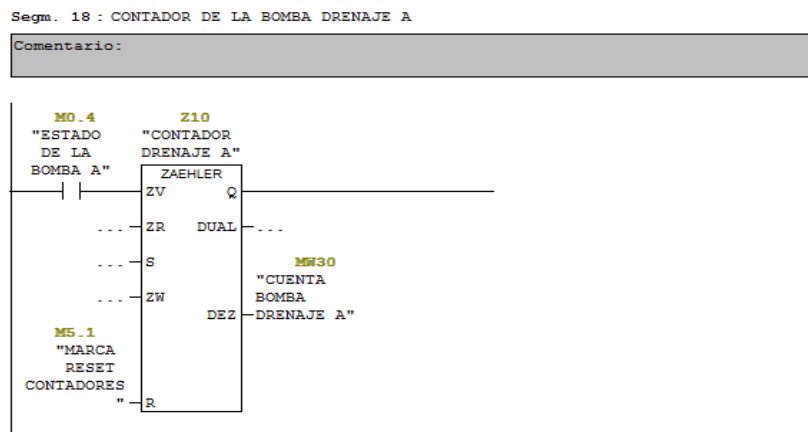 Segm. 18 : CONTADOR DE LA BOMBA DRENAJE A
Comentario:
M0.4
"ESTADO
DE LA
BOMBA A"
Z10
"CONTADOR
DRENAJE A"
ZAEHLER
ZV Q
... ZR DUAL ...
... S
MW30
"CUENTA
BOMBA
DRENAJE A"
... ZW
DEZ
M5.1
"MARCA
RESET
CONTADORES
" R